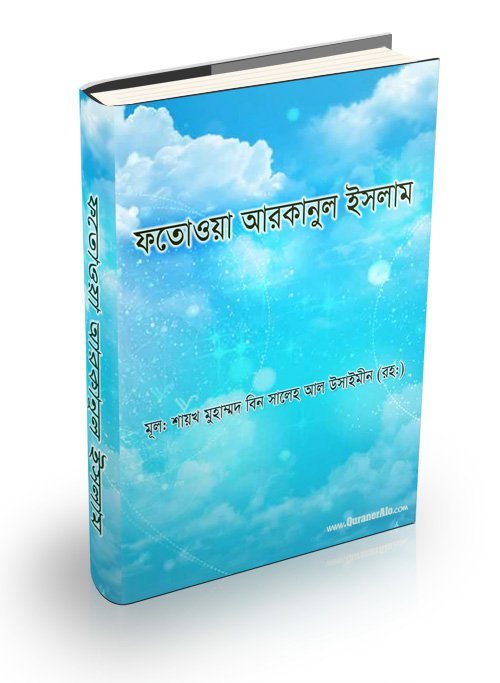 ফতোওয়া আরকানুল ইসলাম
ফতোওয়া আরকানুল ইসলাম
মূল: শায়খ মুহাম্মদ বিন সালেহ আল উসাইমীন (রহ:)
www.QuranerAlo.com